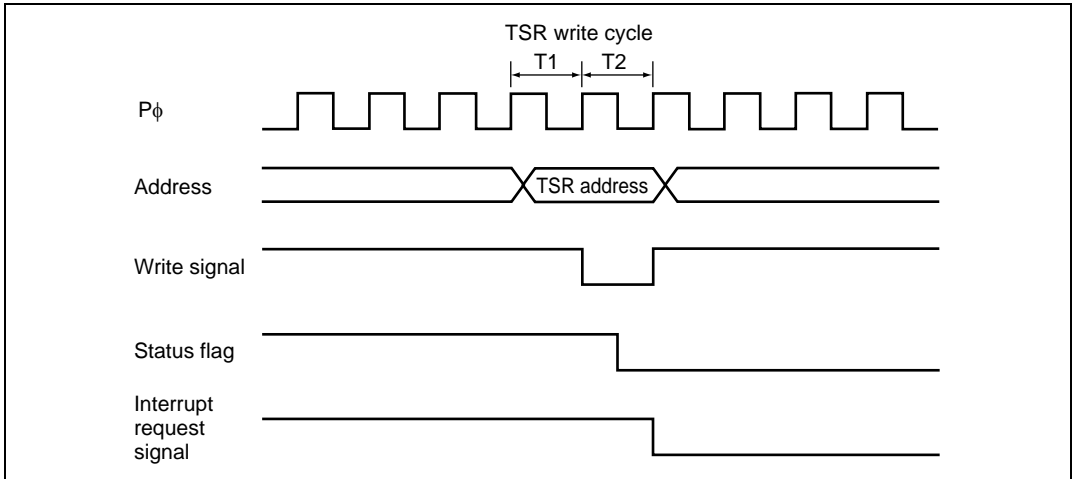 TSR write cycle
T1 T2
Pϕ
Address
TSR address
Write signal
Status flag
Interrupt
request
signal